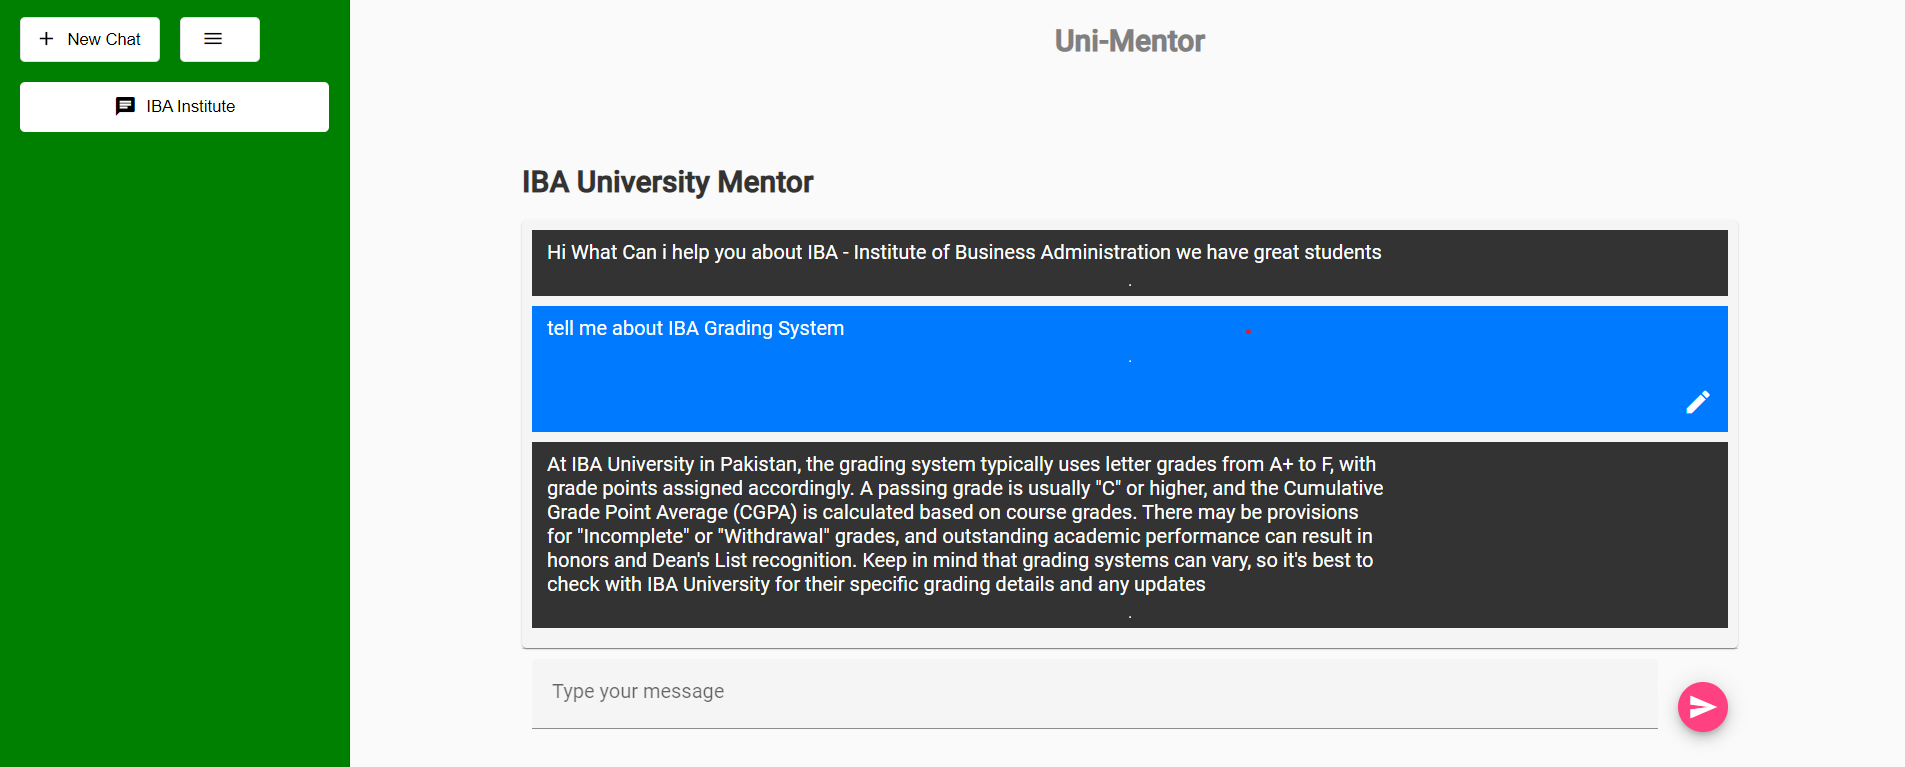 New Chat
IBA Institute
Uni-Mentor
IBA University Mentor
Hi What Can i help you about IBA - Institute of Business Administration we have great students
.
tell me about IBA Grading System
.
At IBA University in Pakistan, the grading system typically uses letter grades from A+ to F, with
grade points assigned accordingly. A passing grade is usually "C" or higher, and the Cumulative
Grade Point Average (CGPA) is calculated based on course grades. There may be provisions
for "Incomplete" or "Withdrawal" grades, and outstanding academic performance can result in
honors and Dean's List recognition. Keep in mind that grading systems can vary, so it's best to
check with IBA University for their specific grading details and any updates
.
Type your message